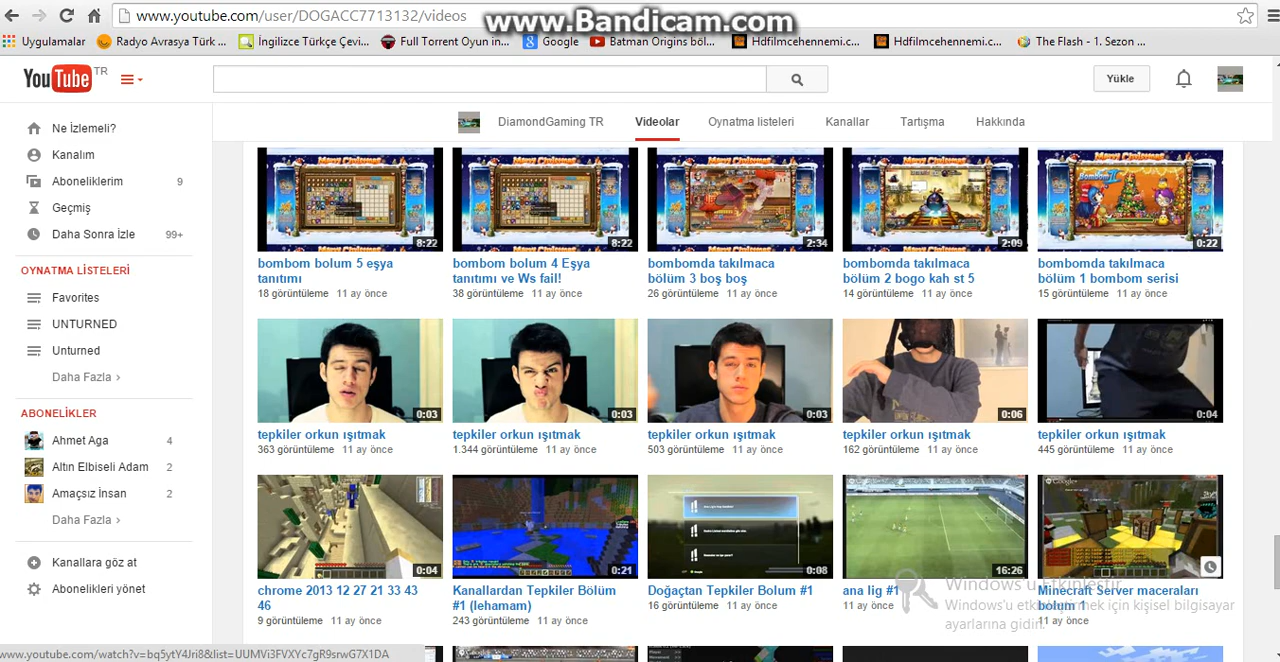 www.youtube.com/user/DOGACC7713132/videos
www.Bandicam.com
Uygulamalar
Radyo Avrasya Türk ...
İngilizce Türkçe Çevi...
Full Torrent Oyun in...
Google
Batman Origins böl...
Hdfilmcehennemi.c...
Hdfilmcehennemi.c...
The Flash - 1. Sezon ...
YouTube TR
Yükle
DiamondGaming TR
Videolar
Oynatma listeleri
Kanallar
Tartışma
Hakkında
Ne İzlemeli?
Kanalım
Aboneliklerim 9
Geçmiş
Daha Sonra İzle 99+
OYNATMA LİSTELERİ
Favorites
UNTURNED
Unturned
Daha Fazla ›
ABONELİKLER
Ahmet Aga 4
Altın Elbiseli Adam 2
Amaçsız İnsan 2
Daha Fazla ›
Kanallara göz at
Abonelikleri yönet
Merry Christmas
8:22
bombom bolum 5 eşya
tanıtımı
18 görüntüleme 11 ay önce
Merry Christmas
8:22
bombom bolum 4 Eşya
tanıtımı ve Ws fail!
38 görüntüleme 11 ay önce
Merry Christmas
2:34
bombomda takılmaca
bölüm 3 boş boş
26 görüntüleme 11 ay önce
Merry Christmas
2:09
bombomda takılmaca
bölüm 2 bogo kah st 5
14 görüntüleme 11 ay önce
Merry Christmas
Bombom II
0:22
bombomda takılmaca
bölüm 1 bombom serisi
15 görüntüleme 11 ay önce
0:03
tepkiler orkun ışıtmak
363 görüntüleme 11 ay önce
0:03
tepkiler orkun ışıtmak
1.344 görüntüleme 11 ay önce
0:03
tepkiler orkun ışıtmak
503 görüntüleme 11 ay önce
0:06
tepkiler orkun ışıtmak
162 görüntüleme 11 ay önce
0:04
tepkiler orkun ışıtmak
445 görüntüleme 11 ay önce
0:04
chrome 2013 12 27 21 33 43
46
9 görüntüleme 11 ay önce
0:21
Kanallardan Tepkiler Bölüm
#1 (lehamam)
243 görüntüleme 11 ay önce
0:08
Doğaçtan Tepkiler Bolum #1
16 görüntüleme 11 ay önce
16:26
ana lig #1
11 ay önce
Google+
Minecraft Server maceraları
bölüm 1
11 ay önce
Windows'u Etkinleştir
Windows'u etkinleştirmek için kişisel bilgisayar
ayarlarına gidin.
www.youtube.com/watch?v=bq5ytY4Jri8&list=UUMVi3FVXYc7gR9srwG7X1DA